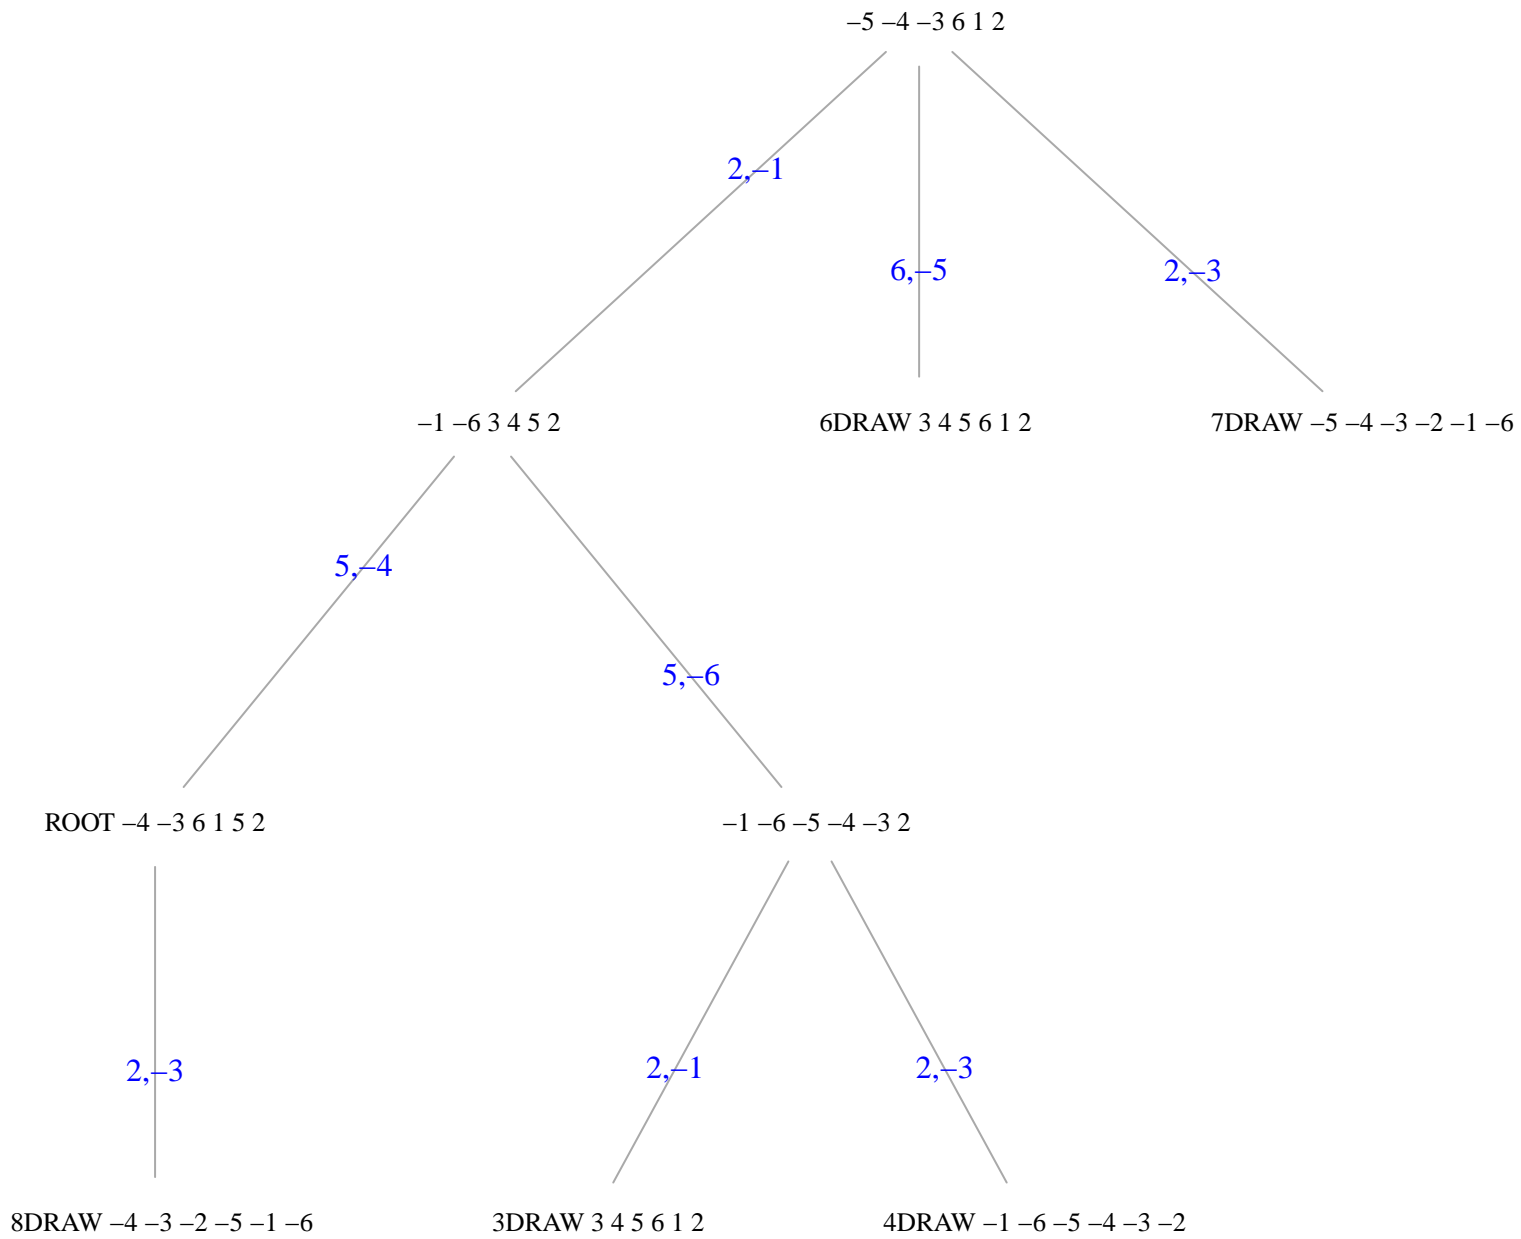 –5 –4 –3 6 1 2
2,–1
6,–5
2,–3
–1 –6 3 4 5 2
6DRAW 3 4 5 6 1 2
7DRAW –5 –4 –3 –2 –1 –6
5,–4
5,–6
ROOT –4 –3 6 1 5 2
–1 –6 –5 –4 –3 2
2,–3
2,–1
2,–3
8DRAW –4 –3 –2 –5 –1 –6
3DRAW 3 4 5 6 1 2
4DRAW –1 –6 –5 –4 –3 –2